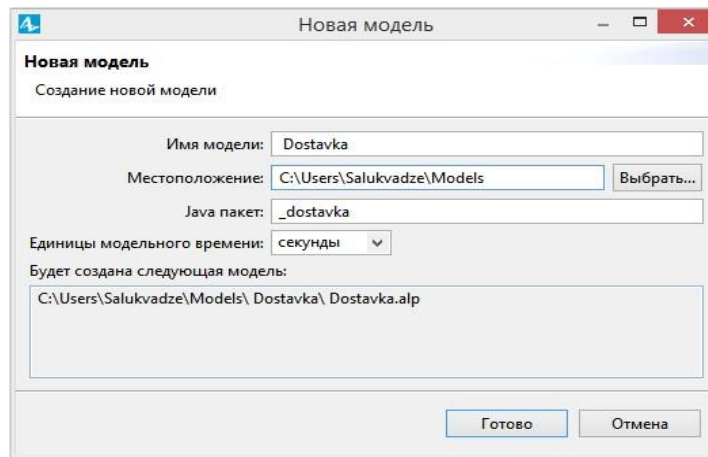 Новая модель
Новая модель
Создание новой модели
Имя модели: Dostavka
Местоположение: C:\Users\Salukvadze\Models Выбрать...
Java пакет: _dostavka
Единицы модельного времени: секунды
Будет создана следующая модель:
C:\Users\Salukvadze\Models\ Dostavka\ Dostavka.alp
Готово Отмена